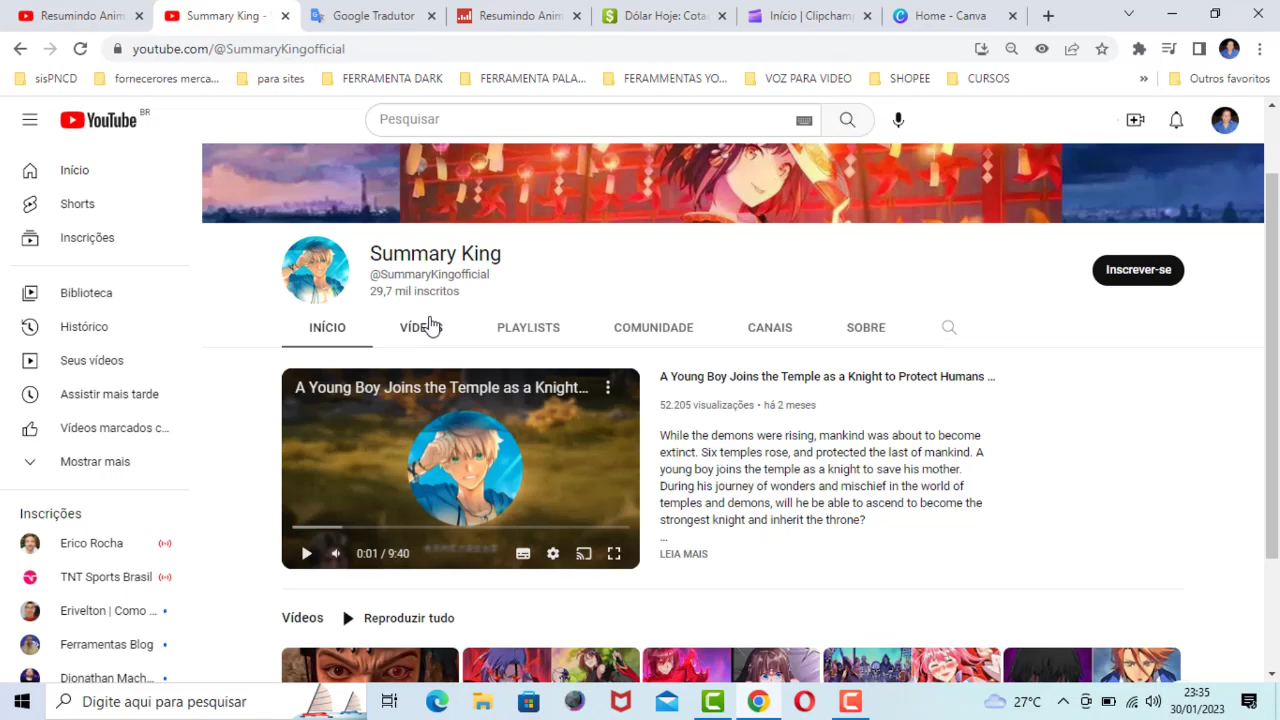 Resumindo Anim
Summary King -
Google Tradutor
Resumindo Anim
Dólar Hoje: Cota
Início | Clipcham
Home - Canva
youtube.com/@SummaryKingofficial
sisPNCD
fornecerores merca...
para sites
FERRAMENTA DARK
FERRAMENTA PALA...
FERAMMENTAS YO...
VOZ PARA VIDEO
SHOPEE
CURSOS
»
Outros favoritos
YouTube BR
Pesquisar
Início
Shorts
Inscrições
Biblioteca
Histórico
Seus vídeos
Assistir mais tarde
Vídeos marcados c...
Mostrar mais
Inscrições
Erico Rocha
TNT Sports Brasil
Erivelton | Como ...
Ferramentas Blog
Dionathan Mach...
Summary King
@SummaryKingofficial
29,7 mil inscritos
Inscrever-se
INÍCIO
VÍDEOS
PLAYLISTS
COMUNIDADE
CANAIS
SOBRE
A Young Boy Joins the Temple as a Knight...
0:01 / 9:40
A Young Boy Joins the Temple as a Knight to Protect Humans ...
52.205 visualizações • há 2 meses
While the demons were rising, mankind was about to become
extinct. Six temples rose, and protected the last of mankind. A
young boy joins the temple as a knight to save his mother.
During his journey of wonders and mischief in the world of
temples and demons, will he be able to ascend to become the
strongest knight and inherit the throne?
...
LEIA MAIS
Vídeos
Reproduzir tudo
Digite aqui para pesquisar
27°C
23:35
30/01/2023